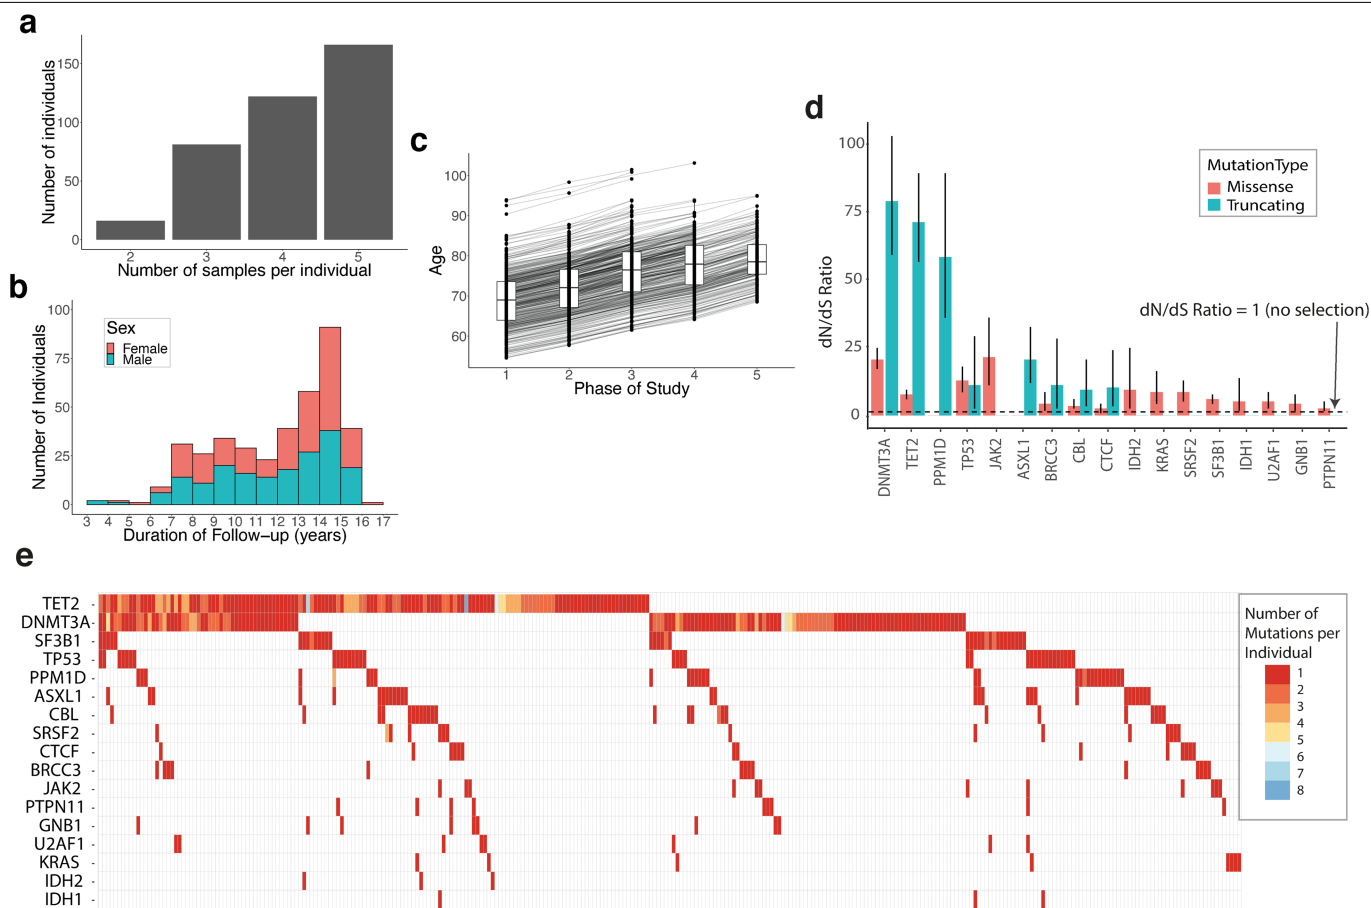 a
Number of individuals
150
100
50
0
2 3 4 5
Number of samples per individual
b
Number of Individuals
100
75
50
25
0
Sex
Female
Male
3 4 5 6 7 8 9 10 11 12 13 14 15 16 17
Duration of Follow-up (years)
c
Age
100
90
80
70
60
1 2 3 4 5
Phase of Study
d
dN/dS Ratio
100
75
50
25
0
MutationType
Missense
Truncating
dN/dS Ratio = 1 (no selection)
DNMT3A TET2 PPM1D TP53 JAK2 ASXL1 BRCC3 CBL CTCF IDH2 KRAS SRSF2 SF3B1 IDH1 U2AF1 GNB1 PTPN11
e
TET2
DNMT3A
SF3B1
TP53
PPM1D
ASXL1
CBL
SRSF2
CTCF
BRCC3
JAK2
PTPN11
GNB1
U2AF1
KRAS
IDH2
IDH1
Number of
Mutations per
Individual
1
2
3
4
5
6
7
8